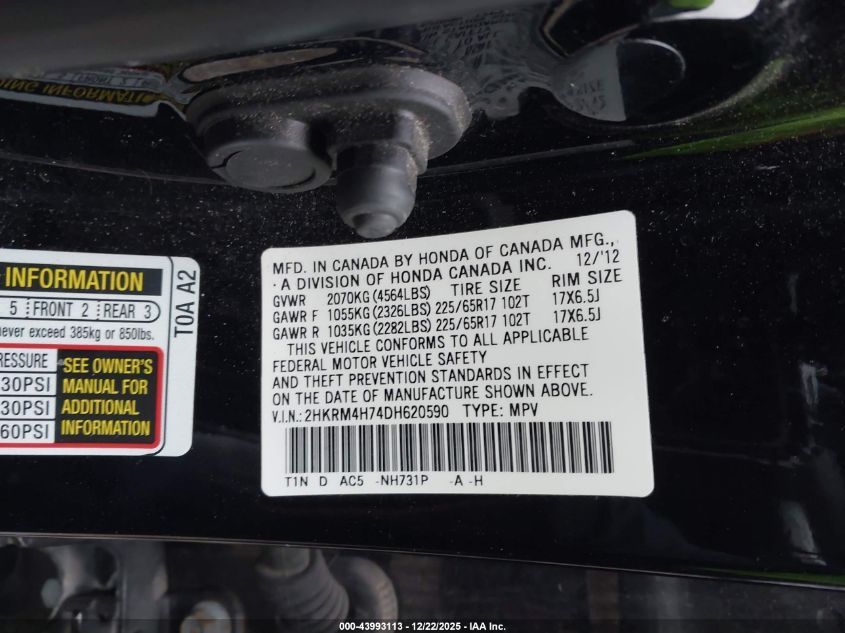 MFD. IN CANADA BY HONDA OF CANADA MFG.,
A DIVISION OF HONDA CANADA INC. 12/'12
GVWR 2070KG(4564LBS) TIRE SIZE RIM SIZE
GAWR F 1055KG(2326LBS) 225/65R17 102T 17X6.5J
GAWR R 1035KG(2282LBS) 225/65R17 102T 17X6.5J
THIS VEHICLE CONFORMS TO ALL APPLICABLE
FEDERAL MOTOR VEHICLE SAFETY
AND THEFT PREVENTION STANDARDS IN EFFECT
ON THE DATE OF MANUFACTURE SHOWN ABOVE.
V.I.N.:2HKRM4H74DH620590 TYPE: MPV
T1N D AC5 -NH731P -A -H
INFORMATION
5 FRONT 2 REAR 3
never exceed 385kg or 850lbs.
30PSI
30PSI
60PSI
SEE OWNER'S
MANUAL FOR
ADDITIONAL
INFORMATION
T0A A2
000-43993113 - 12/22/2025 - IAA Inc.